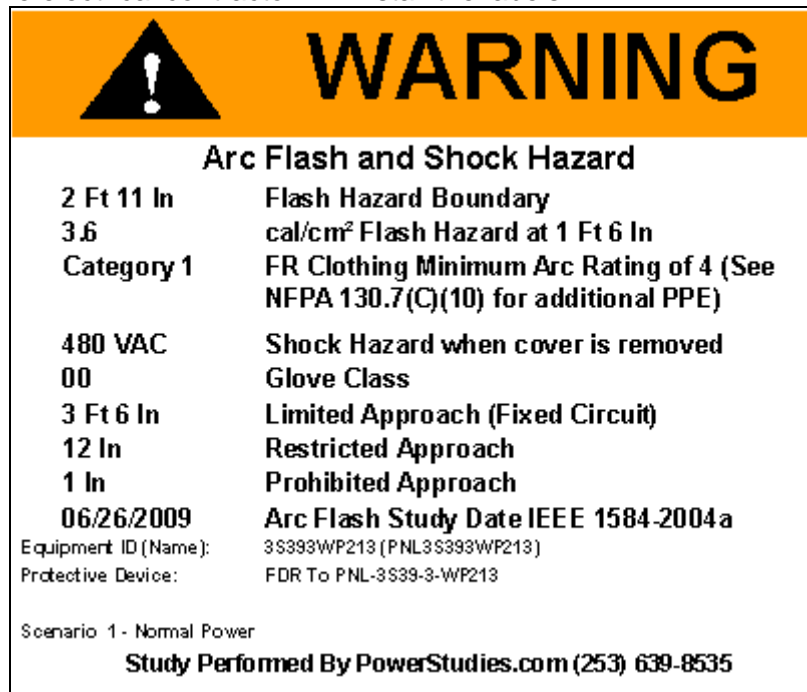 WARNING
Arc Flash and Shock Hazard
2 Ft 11 In Flash Hazard Boundary
3.6 cal/cm² Flash Hazard at 1 Ft 6 In
Category 1 FR Clothing Minimum Arc Rating of 4 (See
NFPA 130.7(C)(10) for additional PPE)
480 VAC Shock Hazard when cover is removed
00 Glove Class
3 Ft 6 In Limited Approach (Fixed Circuit)
12 In Restricted Approach
1 In Prohibited Approach
06/26/2009 Arc Flash Study Date IEEE 1584-2004a
Equipment ID (Name): 3S393WP213 (PNL3S393WP213)
Protective Device: FDR To PNL-3S39-3-WP213
Scenario 1 - Normal Power
Study Performed By PowerStudies.com (253) 639-8535